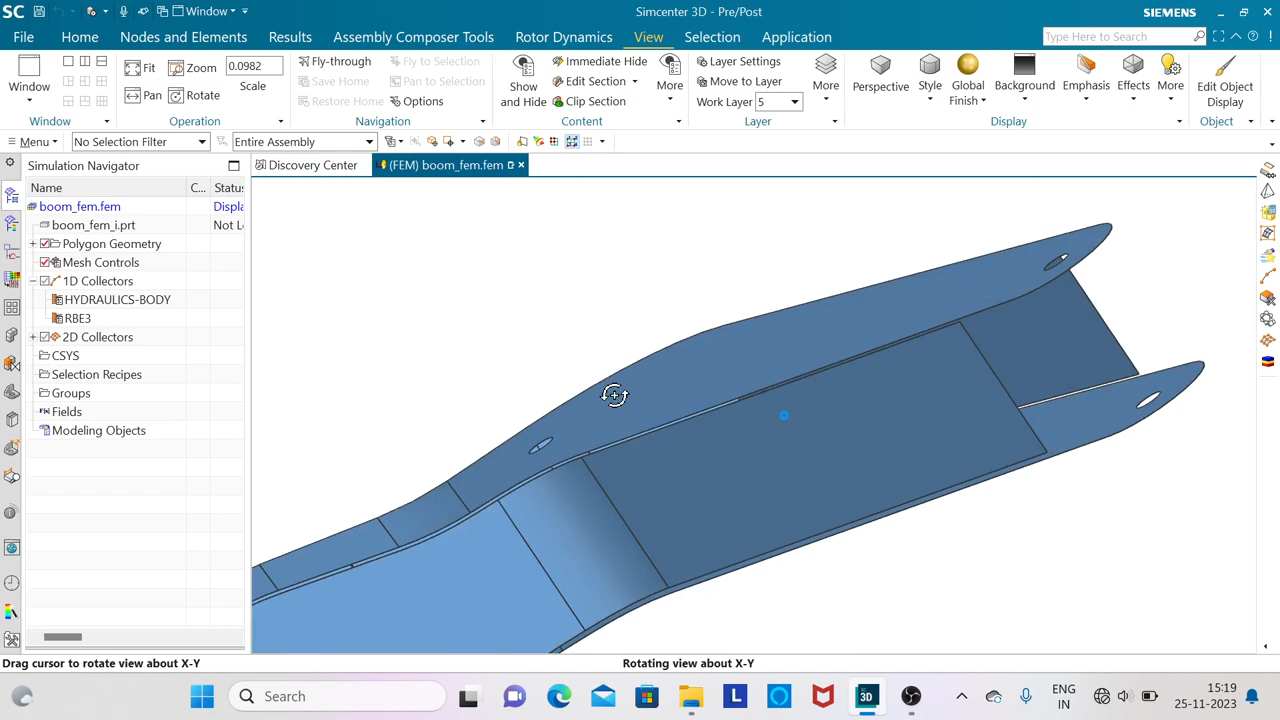 SC Window Simcenter 3D - Pre/Post SIEMENS
File Home Nodes and Elements Results Assembly Composer Tools Rotor Dynamics View Selection Application Type Here to Search
Window
Fit
Zoom
0.0982
Pan
Rotate
Scale
Fly-through
Fly to Selection
Save Home
Pan to Selection
Restore Home
Options
Show and Hide
Immediate Hide
Edit Section
Clip Section
More
Layer Settings
Move to Layer
Work Layer 5
More
Perspective
Style
Global Finish
Background
Emphasis
Effects
More
Edit Object Display
Window Operation Navigation Content Layer Display Object
Menu No Selection Filter Entire Assembly
Simulation Navigator
Discovery Center (FEM) boom_fem.fem
Name C... Status
boom_fem.fem Displa
boom_fem_i.prt Not L
Polygon Geometry
Mesh Controls
1D Collectors
HYDRAULICS-BODY
RBE3
2D Collectors
CSYS
Selection Recipes
Groups
Fields
Modeling Objects
Drag cursor to rotate view about X-Y Rotating view about X-Y
Search
L
3D
ENG
IN
15:19
25-11-2023